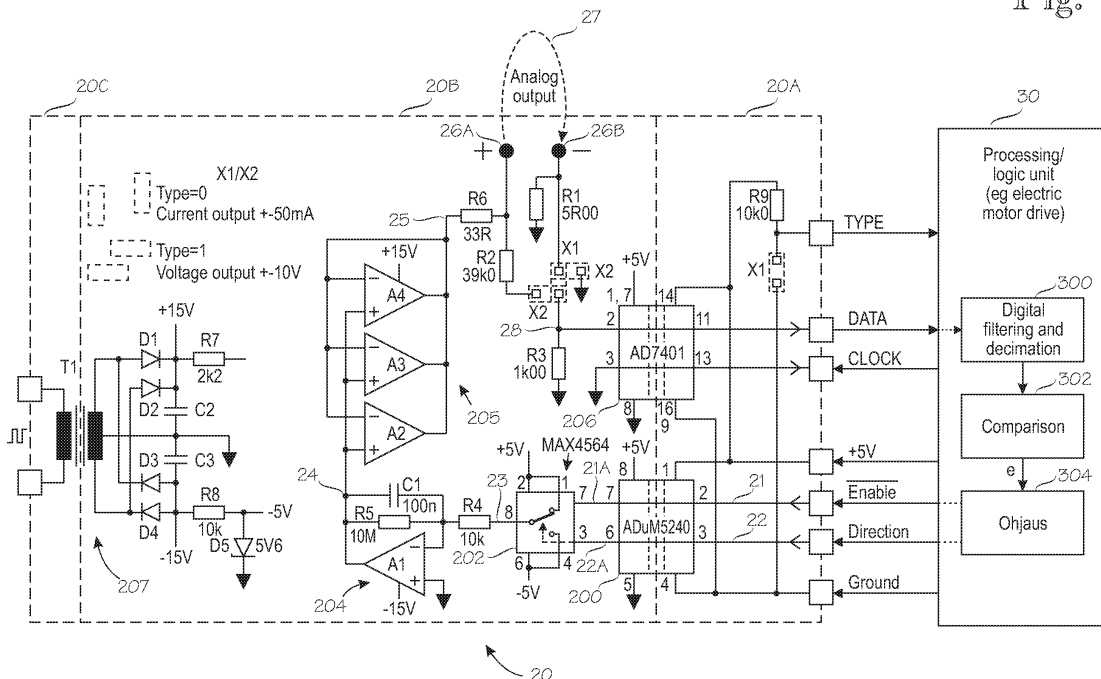 Fig.
27
20C
20B
Analog
output
20A
30
26A
26B
+
−
X1/X2
Type=0
Current output +-50mA
Type=1
Voltage output +-10V
25
R6
33R
R1
5R00
R2
39k0
X1
X2
X2
R9
10k0
X1
TYPE
Processing/
logic unit
(eg electric
motor drive)
+15V
A4
A3
A2
205
28
R3
1k00
+5V
1, 7
14
2
11
3
13
8
16
9
AD7401
206
DATA
CLOCK
300
Digital
filtering and
decimation
302
Comparison
e
304
Ohjaus
+15V
T1
D1
D2
D3
D4
R7
2k2
C2
C3
R8
10k
-5V
D5
5V6
-15V
207
24
C1
100n
R5
10M
A1
-15V
204
R4
10k
23
MAX4564
+5V
2
1
8
7
3
6
4
-5V
202
21A
22A
+5V
8
1
7
2
6
3
5
4
ADuM5240
200
21
22
+5V
Enable
Direction
Ground
20